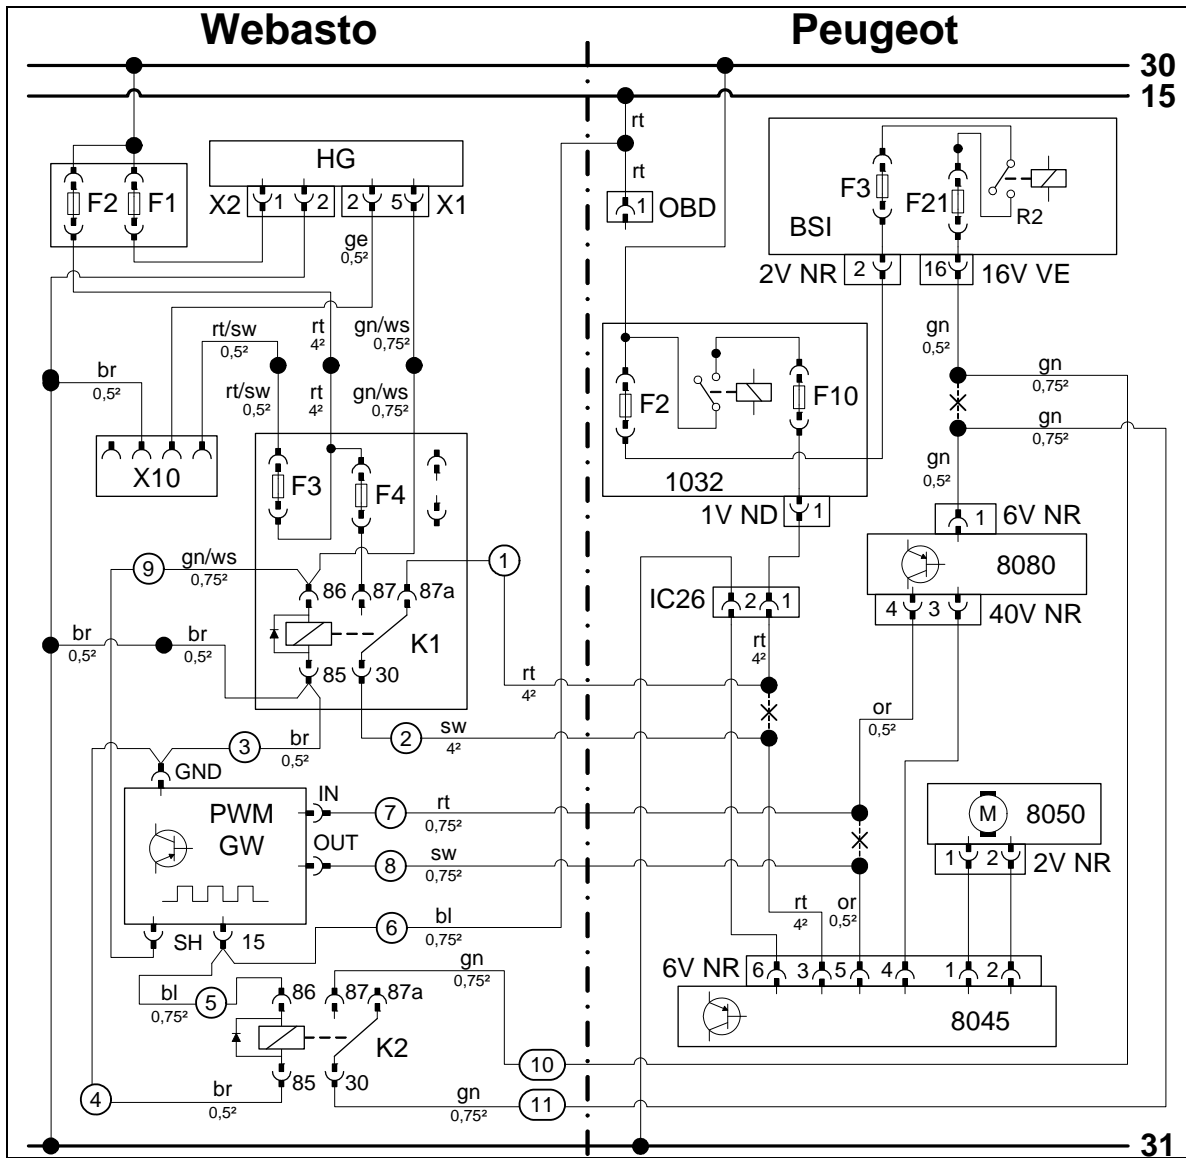 Webasto
Peugeot
30
15
rt
HG
F2
F1
X2
1
2
2
5
X1
rt
1
OBD
F3
F21
R2
BSI
ge
0,5²
2V NR
2
16
16V VE
rt/sw
0,5²
rt
4²
gn/ws
0,75²
gn
0,5²
br
0,5²
rt/sw
0,5²
rt
4²
gn/ws
0,75²
gn
0,75²
F2
F10
gn
0,75²
X10
F3
F4
1032
gn
0,5²
1V ND
1
1
6V NR
9
gn/ws
0,75²
1
8080
86
87
87a
IC26
2
1
4
3
40V NR
br
0,5²
br
0,5²
K1
rt
4²
85
30
rt
4²
or
0,5²
3
br
0,5²
2
sw
4²
GND
IN
PWM
GW
7
rt
0,75²
M
8050
OUT
8
sw
0,75²
1
2
2V NR
SH
15
6
bl
0,75²
rt
4²
or
0,5²
gn
0,75²
6V NR
6
3
5
4
1
2
bl
0,75²
5
86
87
87a
8045
K2
10
85
30
4
br
0,5²
gn
0,75²
11
31